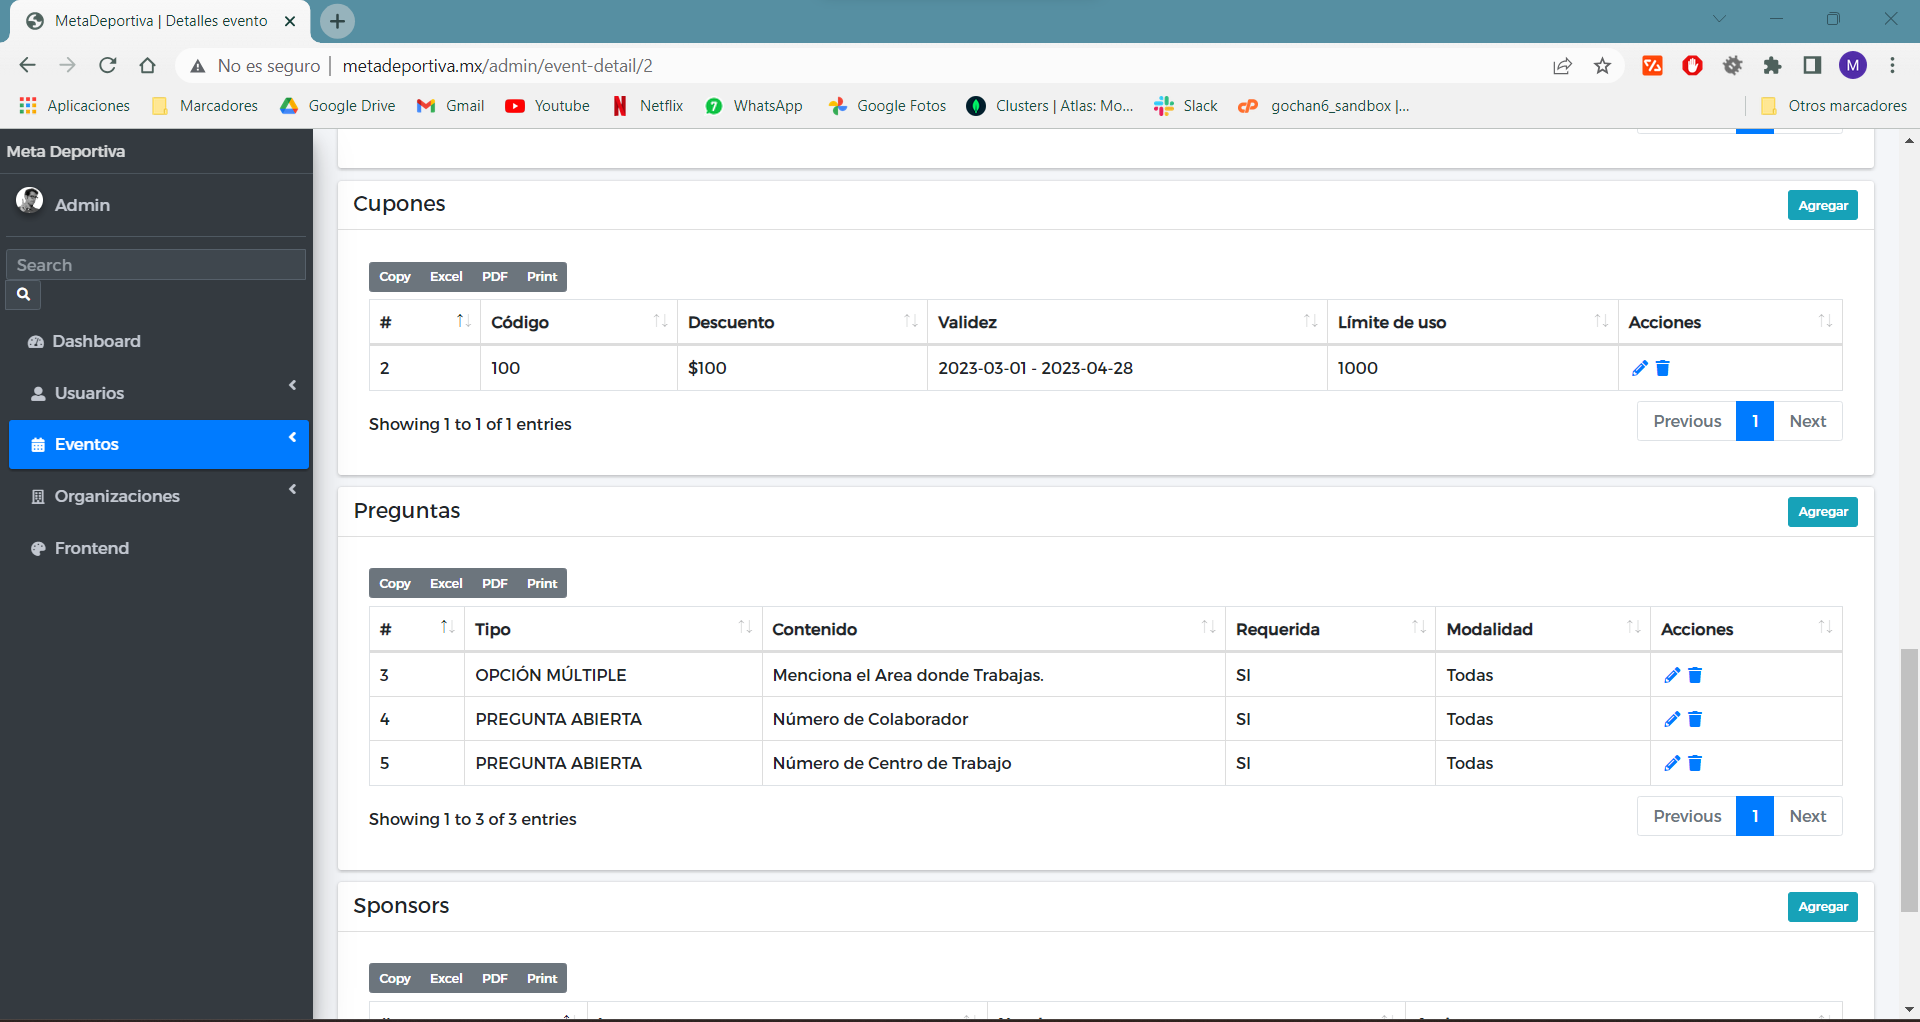 MetaDeportiva | Detalles evento
No es seguro | metadeportiva.mx/admin/event-detail/2
M
Aplicaciones Marcadores Google Drive Gmail Youtube Netflix WhatsApp Google Fotos Clusters | Atlas: Mo... Slack gochan6_sandbox |... Otros marcadores
Meta Deportiva
Admin
Search
Dashboard
Usuarios
Eventos
Organizaciones
Frontend
Cupones Agregar
Copy Excel PDF Print
# Código Descuento Validez Límite de uso Acciones
2 100 $100 2023-03-01 - 2023-04-28 1000
Showing 1 to 1 of 1 entries Previous 1 Next
Preguntas Agregar
Copy Excel PDF Print
# Tipo Contenido Requerida Modalidad Acciones
3 OPCIÓN MÚLTIPLE Menciona el Area donde Trabajas. SI Todas
4 PREGUNTA ABIERTA Número de Colaborador SI Todas
5 PREGUNTA ABIERTA Número de Centro de Trabajo SI Todas
Showing 1 to 3 of 3 entries Previous 1 Next
Sponsors Agregar
Copy Excel PDF Print